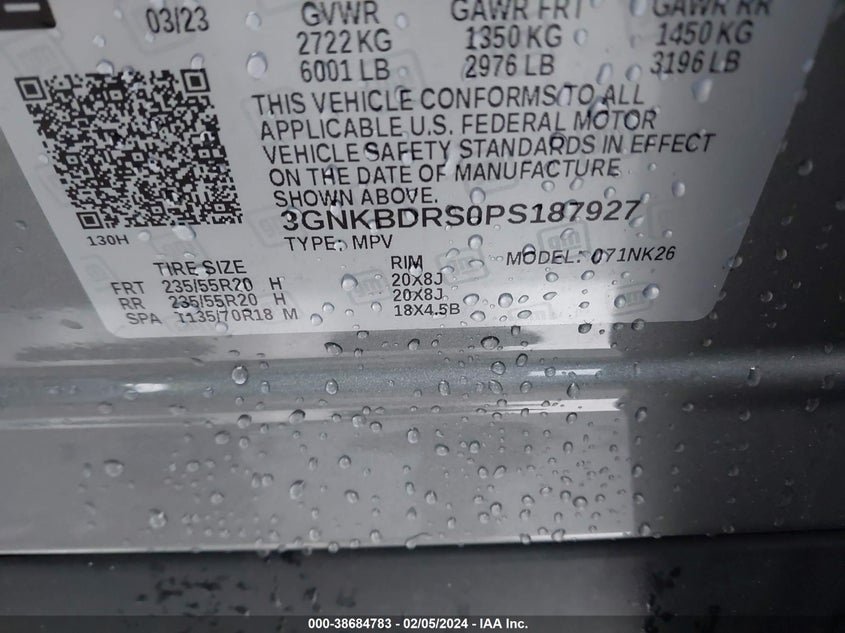 03/23 GVWR GAWR FRT GAWR RR
2722 KG 1350 KG 1450 KG
6001 LB 2976 LB 3196 LB
THIS VEHICLE CONFORMS TO ALL
APPLICABLE U.S. FEDERAL MOTOR
VEHICLE SAFETY STANDARDS IN EFFECT
ON THE DATE OF MANUFACTURE
SHOWN ABOVE.
3GNKBDRS0PS187927
130H
TYPE: MPV MODEL: 071NK26
TIRE SIZE RIM
FRT 235/55R20 H 20X8J
RR 235/55R20 H 20X8J
SPA T135/70R18 M 18X4.5B
000-38684783 - 02/05/2024 - IAA Inc.